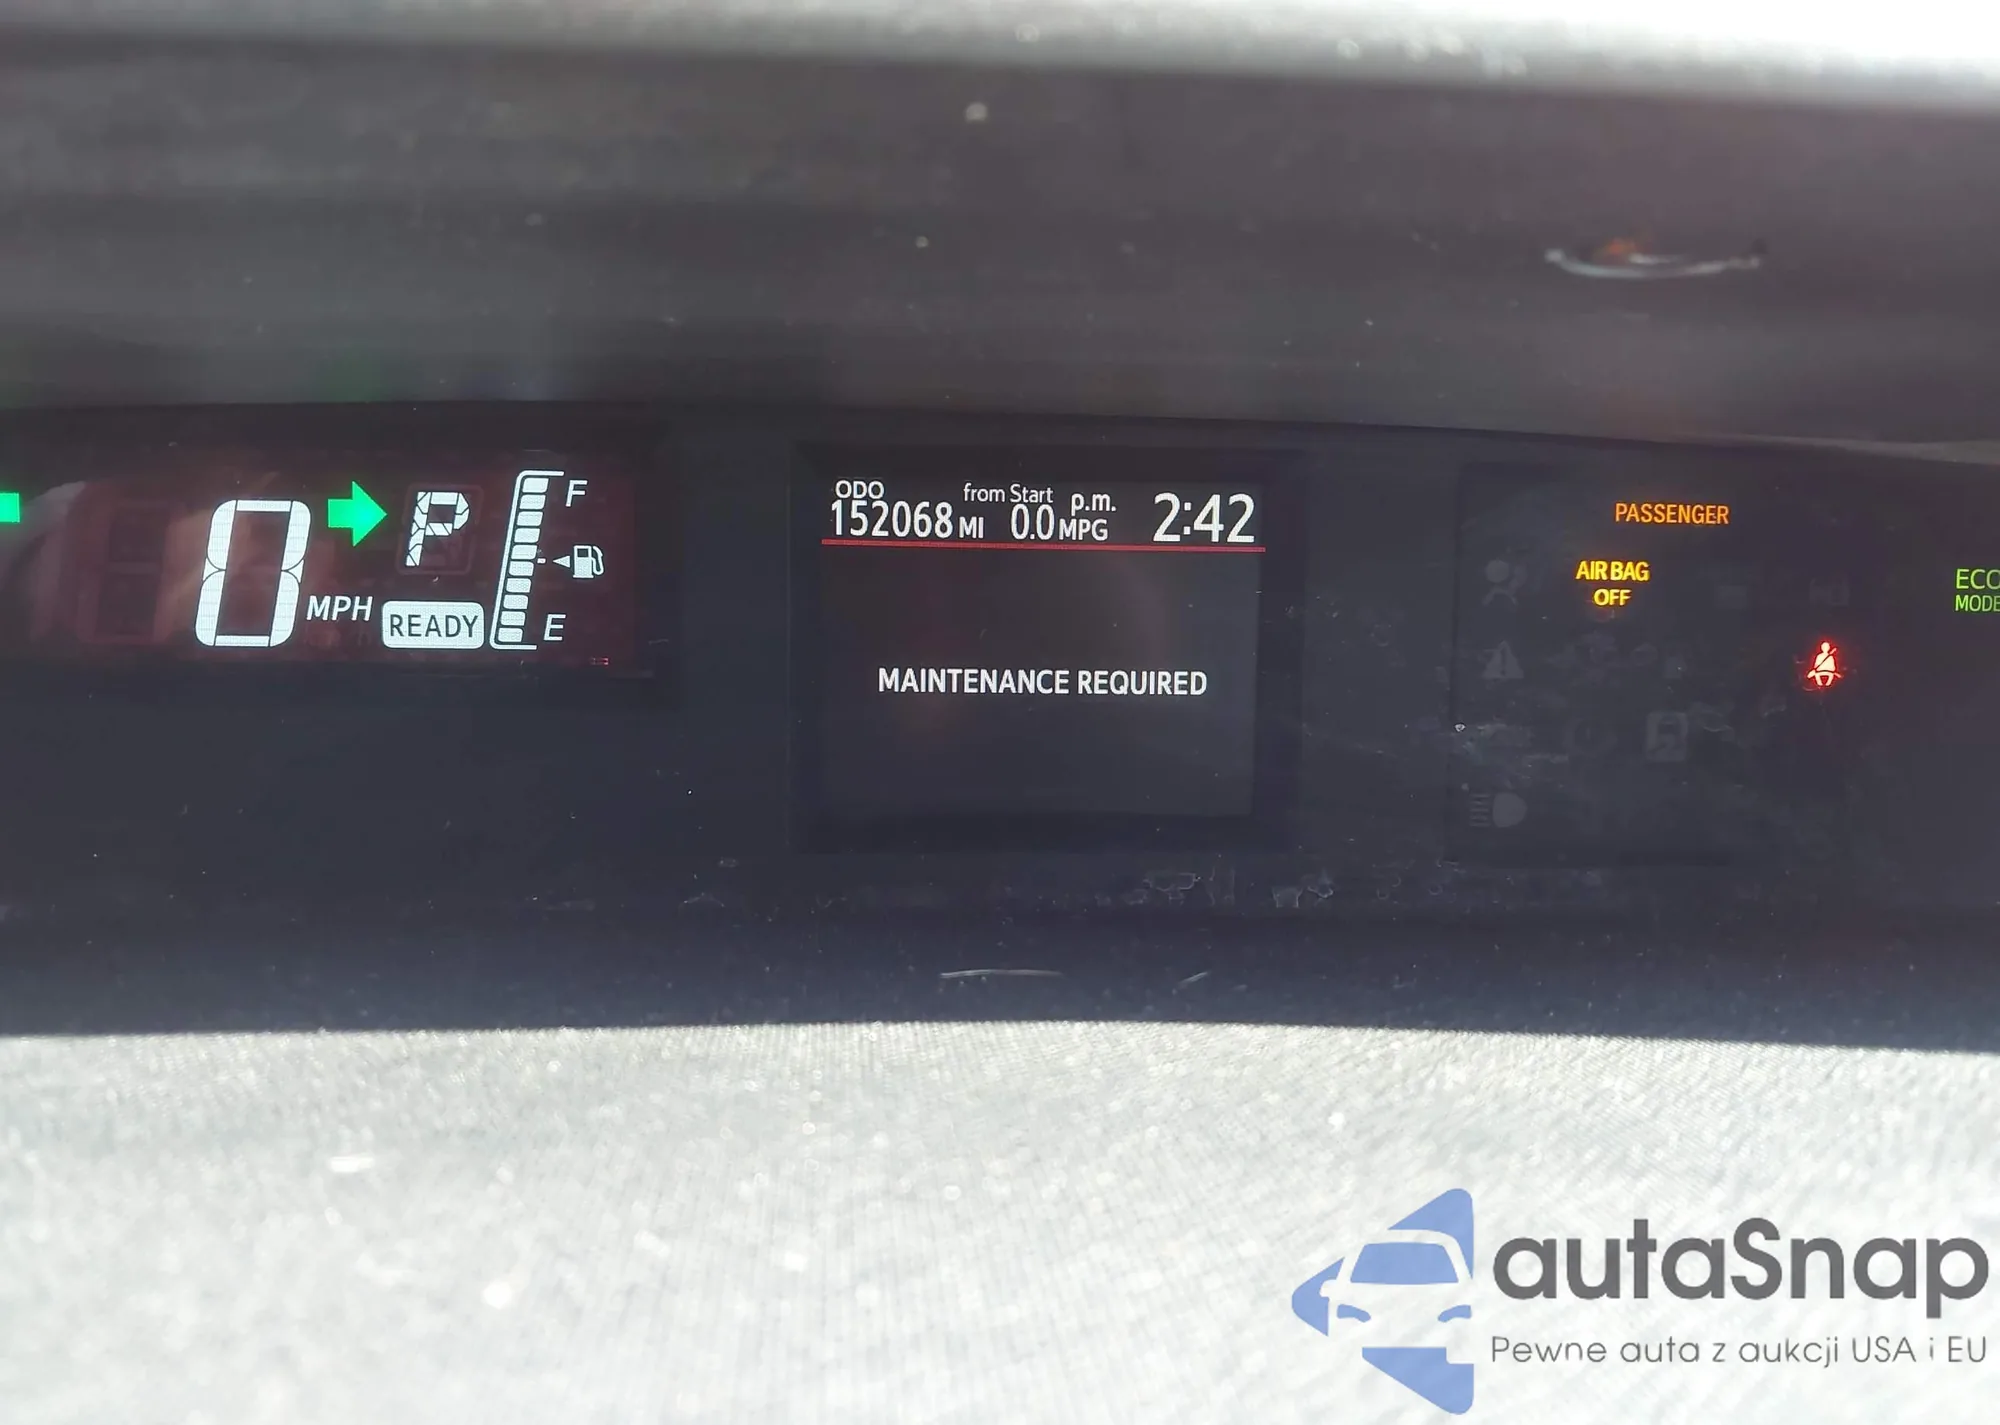 0 MPH
P
READY
F
E
ODO
152068 MI
from Start
0.0 MPG
p.m.
2:42
MAINTENANCE REQUIRED
PASSENGER
AIR BAG
OFF
ECO
MODE
autaSnap
Pewne auta z aukcji USA i EU